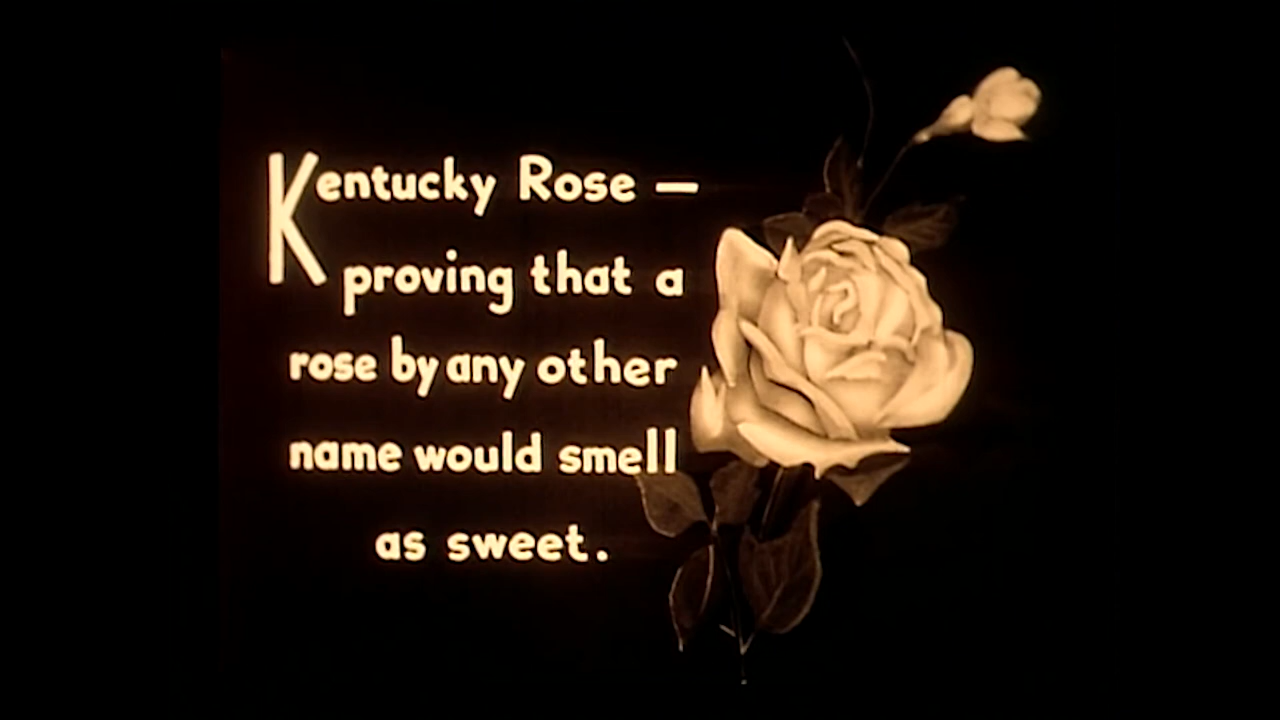 Kentucky Rose —
proving that a
rose by any other
name would smell
as sweet.